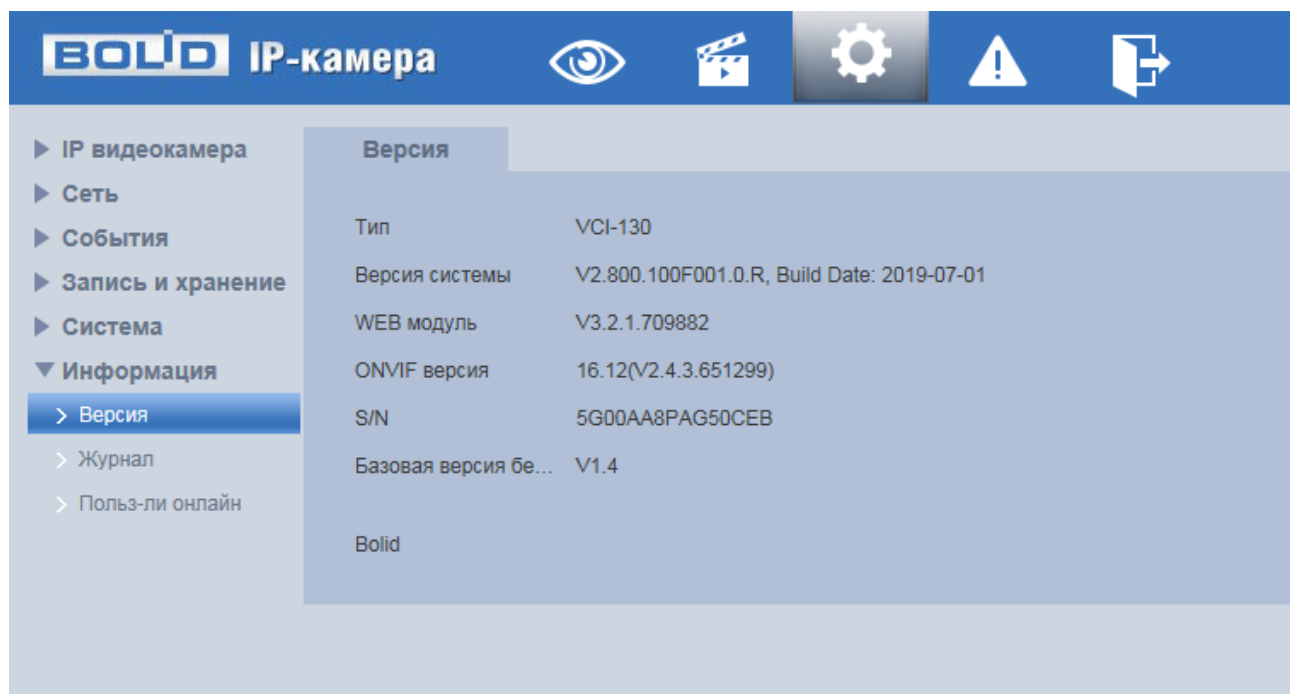 BOLID IP-камера
IP видеокамера
Сеть
События
Запись и хранение
Система
Информация
Версия
Журнал
Польз-ли онлайн
Версия
Тип VCI-130
Версия системы V2.800.100F001.0.R, Build Date: 2019-07-01
WEB модуль V3.2.1.709882
ONVIF версия 16.12(V2.4.3.651299)
S/N 5G00AA8PAG50CEB
Базовая версия бе... V1.4
Bolid